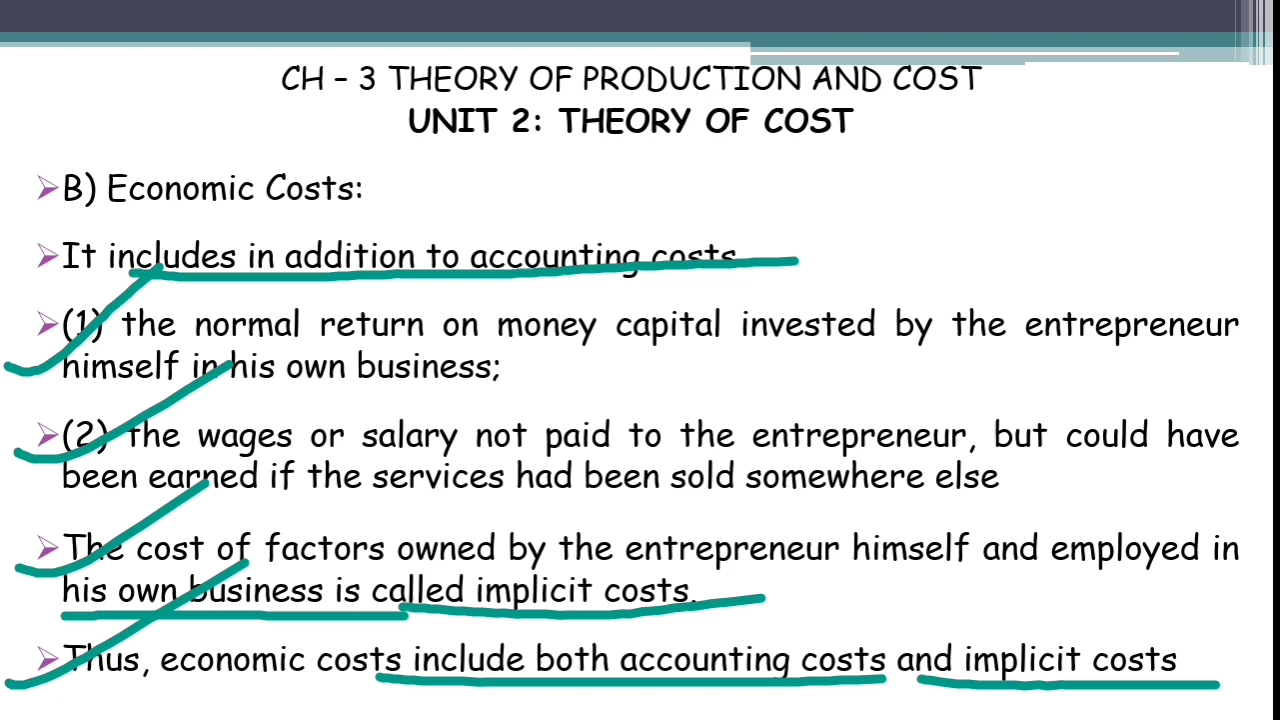 CH – 3 THEORY OF PRODUCTION AND COST
UNIT 2: THEORY OF COST
B) Economic Costs:
It includes in addition to accounting costs
(1) the normal return on money capital invested by the entrepreneur
himself in his own business;
(2) the wages or salary not paid to the entrepreneur, but could have
been earned if the services had been sold somewhere else
The cost of factors owned by the entrepreneur himself and employed in
his own business is called implicit costs.
Thus, economic costs include both accounting costs and implicit costs